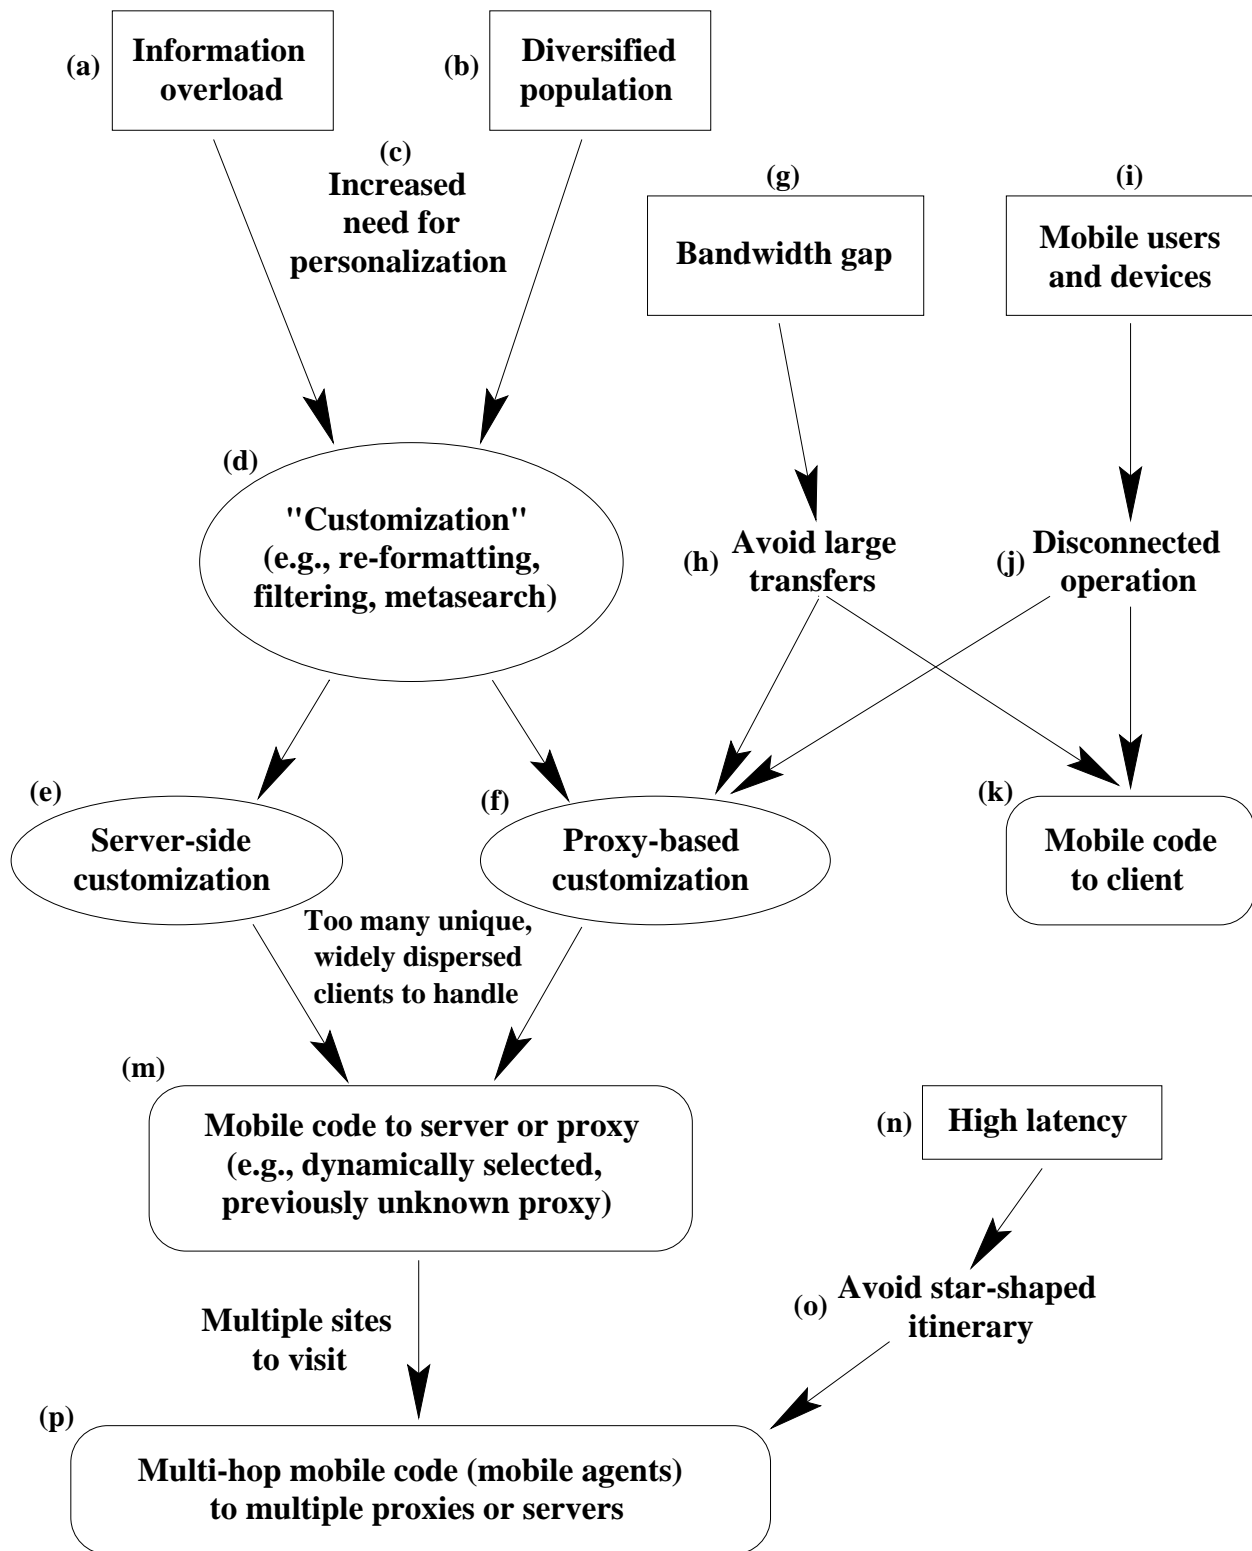 (a)
Information
overload
(b)
Diversified
population
(c)
Increased
need for
personalization
(g)
Bandwidth gap
(i)
Mobile users
and devices
(d)
"Customization"
(e.g., re-formatting,
filtering, metasearch)
(h)
Avoid large
transfers
(j)
Disconnected
operation
(e)
Server-side
customization
(f)
Proxy-based
customization
(k)
Mobile code
to client
Too many unique,
widely dispersed
clients to handle
(m)
Mobile code to server or proxy
(e.g., dynamically selected,
previously unknown proxy)
(n)
High latency
Multiple sites
to visit
(o)
Avoid star-shaped
itinerary
(p)
Multi-hop mobile code (mobile agents)
to multiple proxies or servers